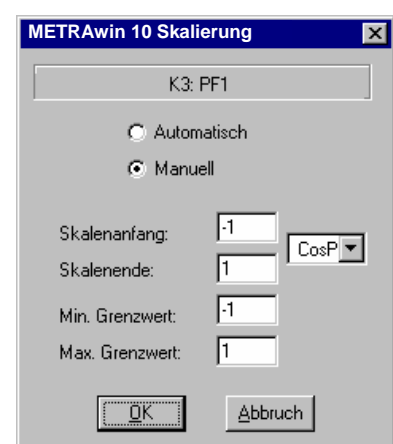 METRAwin 10 Skalierung
K3: PF1
Automatisch
Manuell
Skalenanfang: -1
CosP
Skalenende: 1
Min. Grenzwert: -1
Max. Grenzwert: 1
OK Abbruch